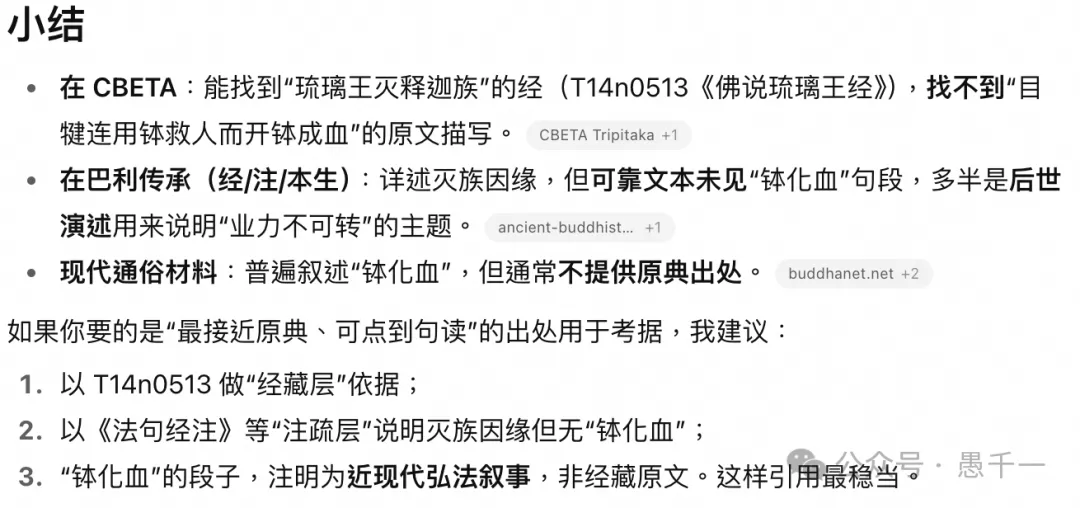 小结
• 在 CBETA：能找到“琉璃王灭释迦族”的经（T14n0513《佛说琉璃王经》），找不到“目
犍连用钵救人而开钵成血”的原文描写。 CBETA Tripitaka +1
• 在巴利传承（经/注/本生）：详述灭族因缘，但可靠文本未见“钵化血”句段，多半是后世
演述用来说明“业力不可转”的主题。 ancient-buddhist... +1
• 现代通俗材料：普遍叙述“钵化血”，但通常不提供原典出处。 buddhanet.net +2
如果你要的是“最接近原典、可点到句读”的出处用于考据，我建议：
1. 以 T14n0513 做“经藏层”依据；
2. 以《法句经注》等“注疏层”说明灭族因缘但无“钵化血”；
3. “钵化血”的段子，注明为近现代弘法叙事，非经藏原文。这样引用最稳当。
公众号 · 愚千一